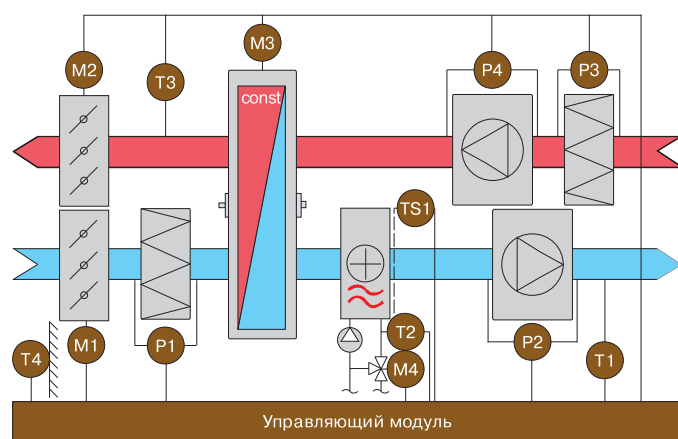 M3
M2
T3
P4
P3
const
TS1
T2
M1
P1
P2
T4
T1
M4
Управляющий модуль